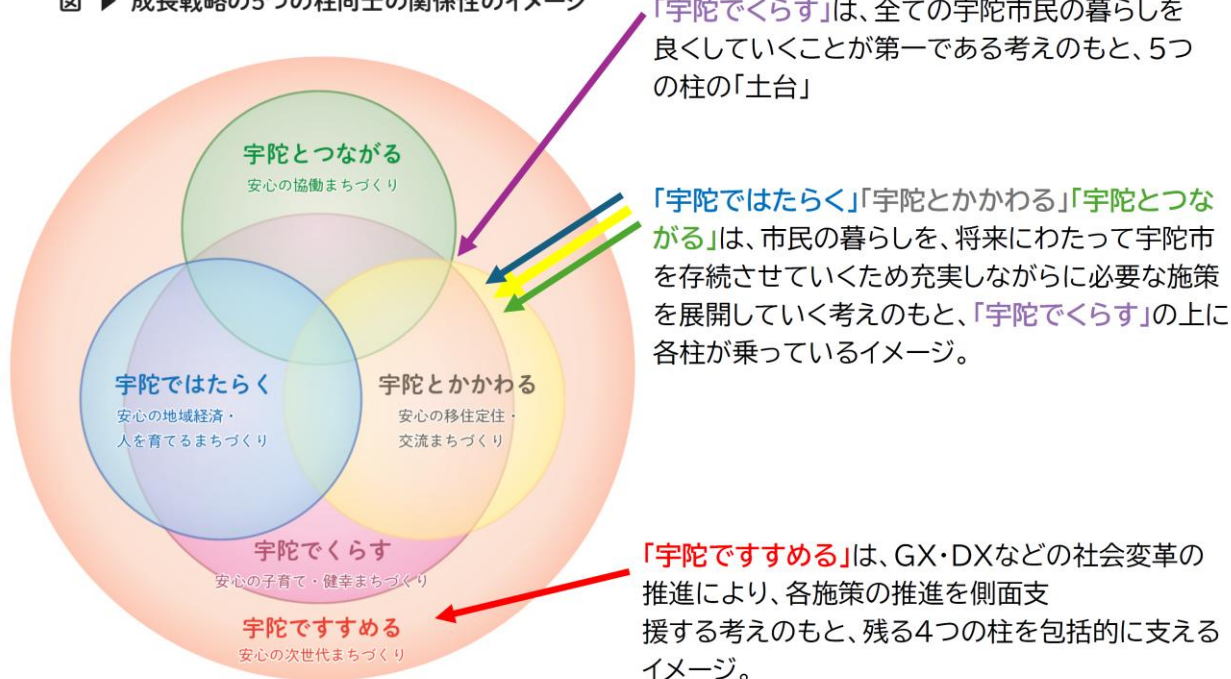 図 ▶ 成長戦略の5つの柱同士の関係性のイメージ
「宇陀でくらす」は、全ての宇陀市民の暮らしを
良くしていくことが第一である考えのもと、5つ
の柱の「土台」
宇陀とつながる
安心の協働まちづくり
「宇陀ではたらく」「宇陀とかかわる」「宇陀とつな
がる」は、市民の暮らしを、将来にわたって宇陀市
を存続させていくため充実しながらに必要な施策
を展開していく考えのもと、「宇陀でくらす」の上に
各柱が乗っているイメージ。
宇陀ではたらく
安心の地域経済・
人を育てるまちづくり
宇陀とかかわる
安心の移住定住・
交流まちづくり
宇陀でくらす
安心の子育て・健幸まちづくり
宇陀ですすめる
安心の次世代まちづくり
「宇陀ですすめる」は、GX・DXなどの社会変革の
推進により、各施策の推進を側面支
援する考えのもと、残る4つの柱を包括的に支える
イメージ。